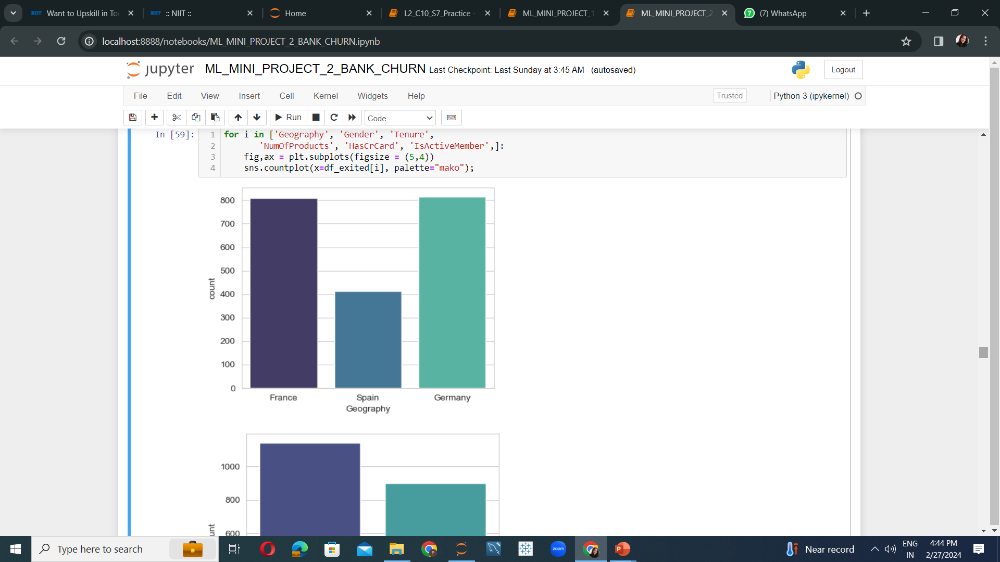 NIIT Want to Upskill in Too
NIIT :: NIIT ::
Home
L2_C10_S7_Practice -
ML_MINI_PROJECT_1
ML_MINI_PROJECT_2
7 (7) WhatsApp
localhost:8888/notebooks/ML_MINI_PROJECT_2_BANK_CHURN.ipynb
jupyter ML_MINI_PROJECT_2_BANK_CHURN Last Checkpoint: Last Sunday at 3:45 AM (autosaved)
Logout
File Edit View Insert Cell Kernel Widgets Help
Trusted
Python 3 (ipykernel)
Run
Code
In [59]:
1 for i in ['Geography', 'Gender', 'Tenure',
2 'NumOfProducts', 'HasCrCard', 'IsActiveMember',]:
3 fig,ax = plt.subplots(figsize = (5,4))
4 sns.countplot(x=df_exited[i], palette="mako");
800
700
600
500
400
300
200
100
0
count
France Spain Germany
Geography
1000
800
600
unt
Type here to search
zoom
P
Near record
ENG
IN
4:44 PM
2/27/2024